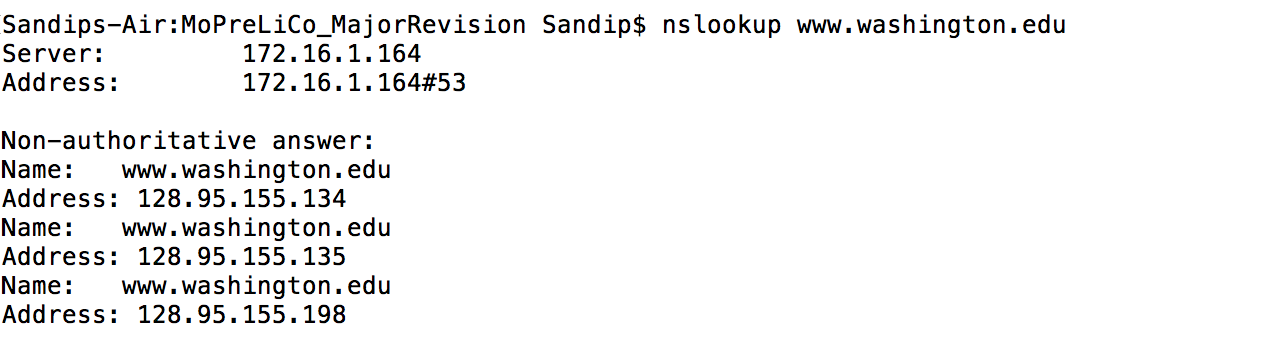 Sandips-Air:MoPreLiCo_MajorRevision Sandip$ nslookup www.washington.edu
Server:		172.16.1.164
Address:	172.16.1.164#53

Non-authoritative answer:
Name:	www.washington.edu
Address: 128.95.155.134
Name:	www.washington.edu
Address: 128.95.155.135
Name:	www.washington.edu
Address: 128.95.155.198